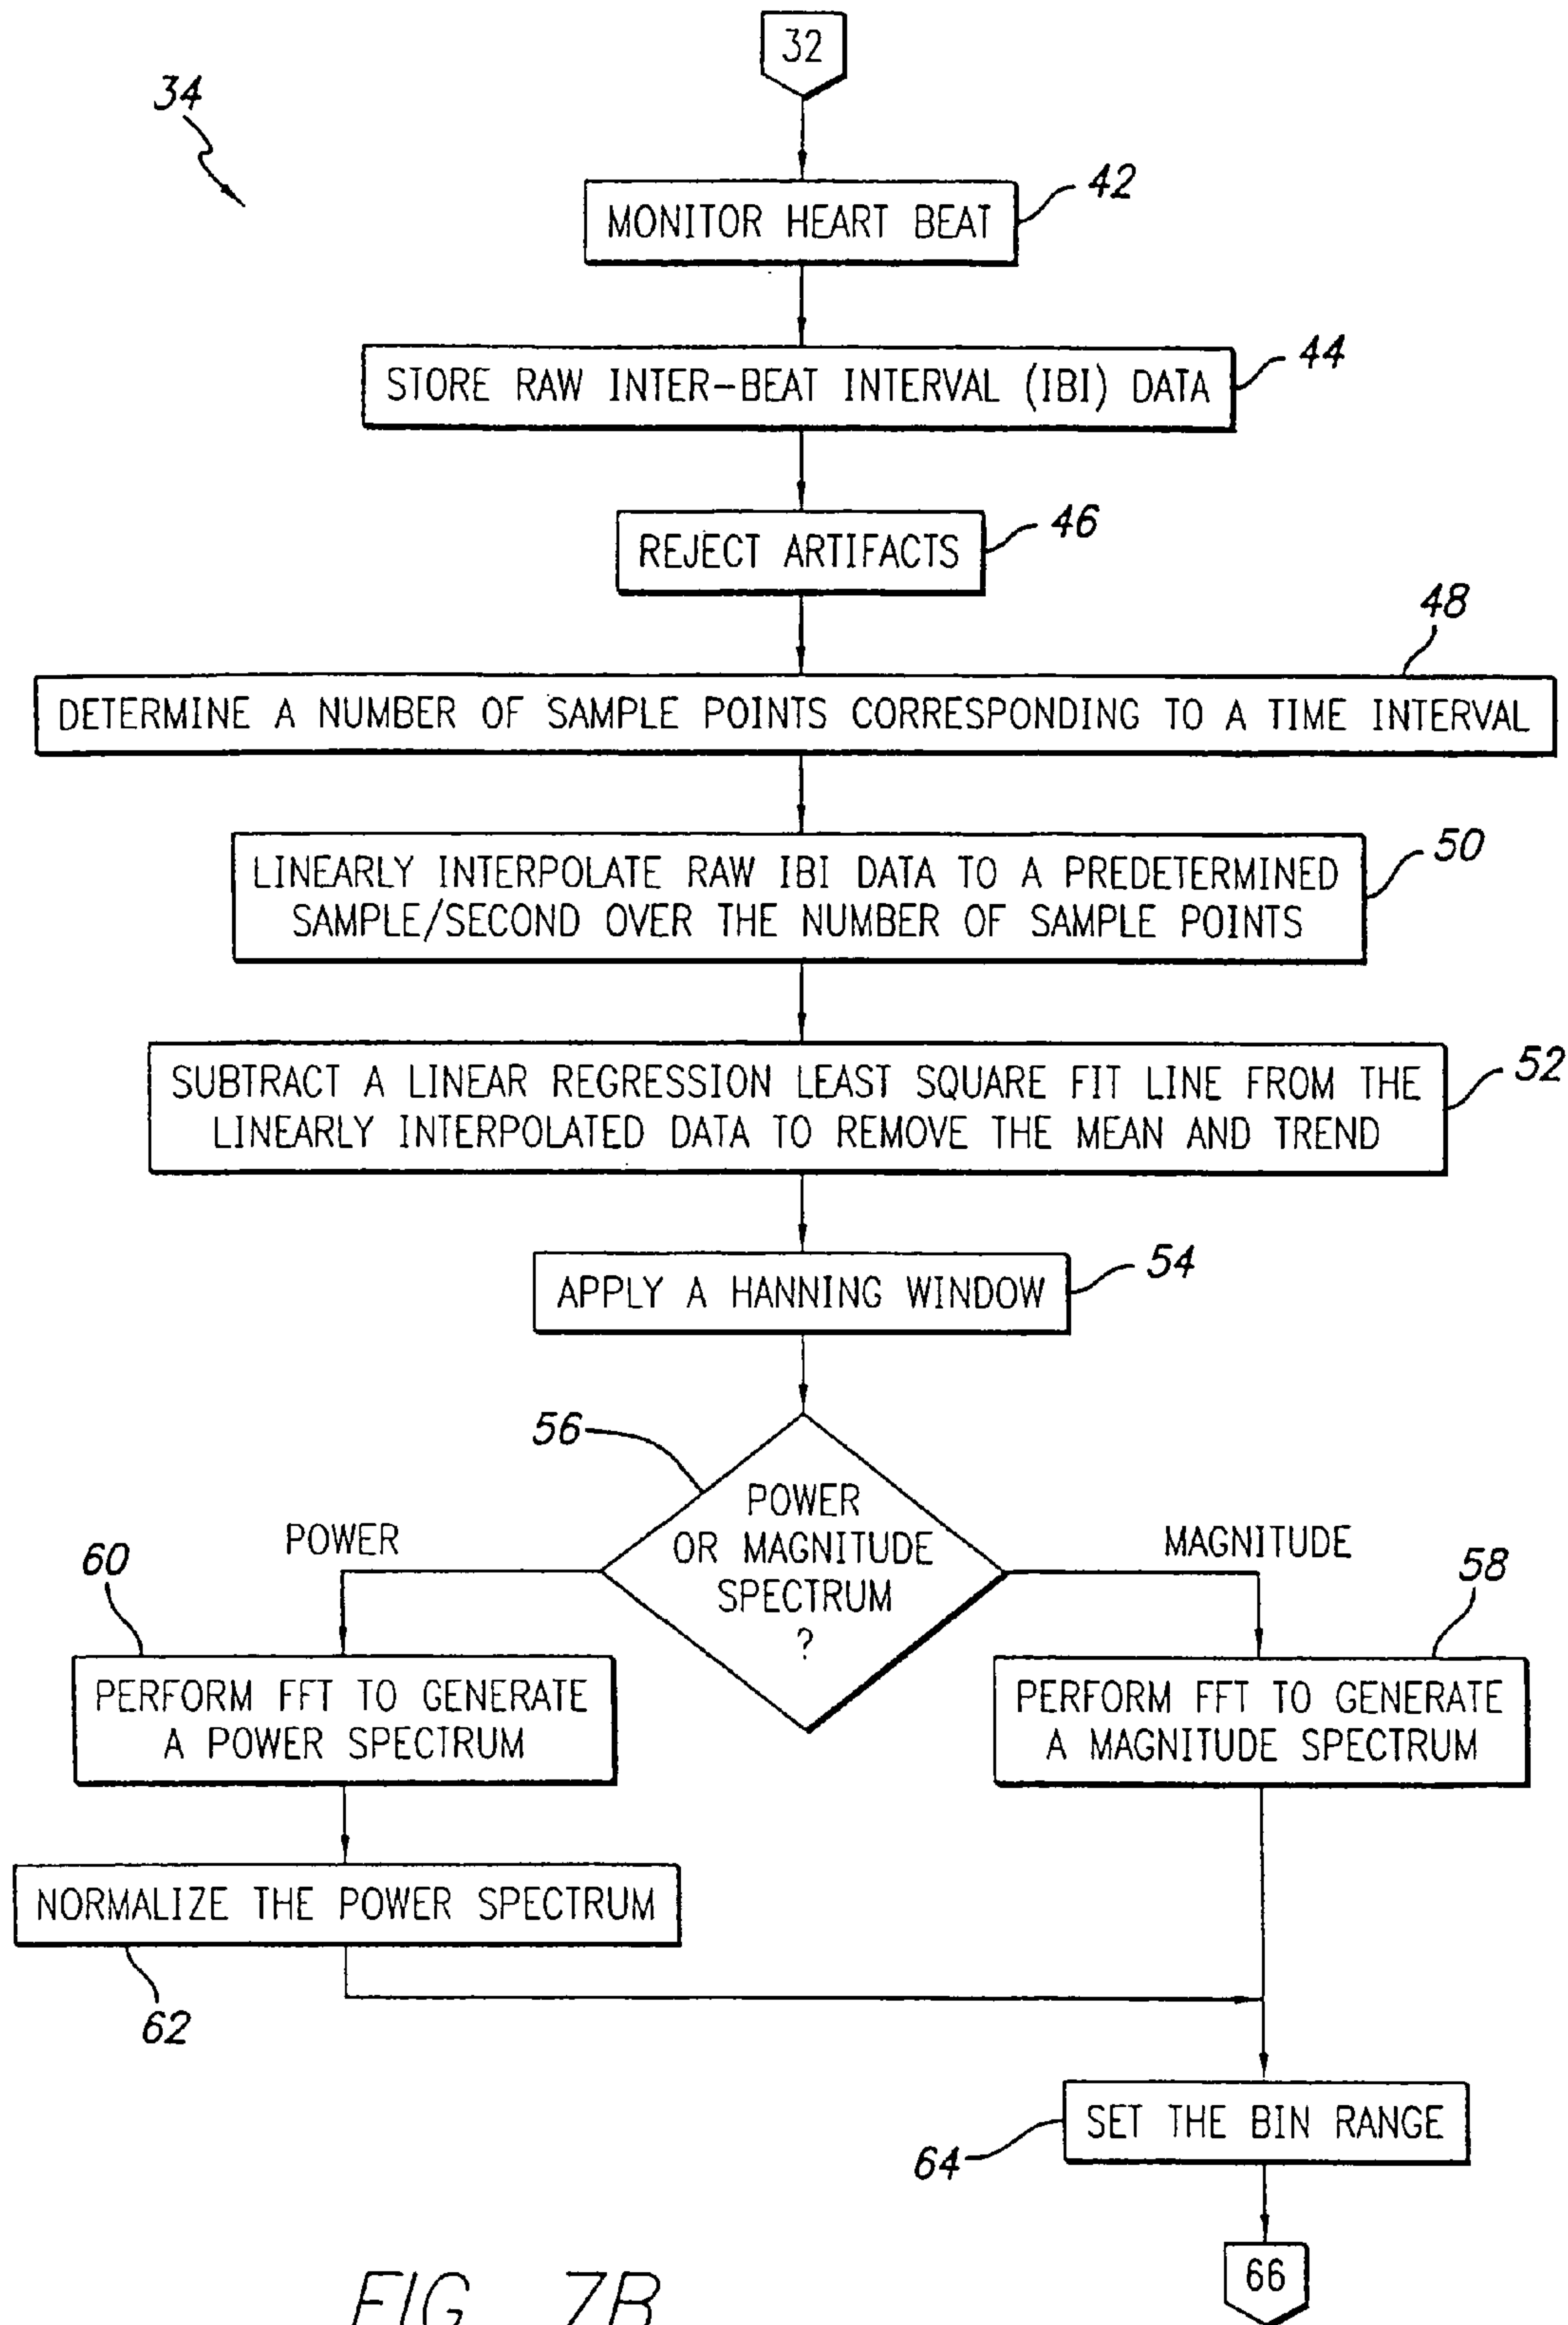 32
34
42
MONITOR HEART BEAT
44
STORE RAW INTER-BEAT INTERVAL (IBI) DATA
46
REJECT ARTIFACTS
48
DETERMINE A NUMBER OF SAMPLE POINTS CORRESPONDING TO A TIME INTERVAL
50
LINEARLY INTERPOLATE RAW IBI DATA TO A PREDETERMINED
SAMPLE/SECOND OVER THE NUMBER OF SAMPLE POINTS
52
SUBTRACT A LINEAR REGRESSION LEAST SQUARE FIT LINE FROM THE
LINEARLY INTERPOLATED DATA TO REMOVE THE MEAN AND TREND
54
APPLY A HANNING WINDOW
56
POWER
OR MAGNITUDE
SPECTRUM
?
POWER
MAGNITUDE
60
58
PERFORM FFT TO GENERATE
A POWER SPECTRUM
PERFORM FFT TO GENERATE
A MAGNITUDE SPECTRUM
NORMALIZE THE POWER SPECTRUM
62
SET THE BIN RANGE
64
66
FIG. 7B